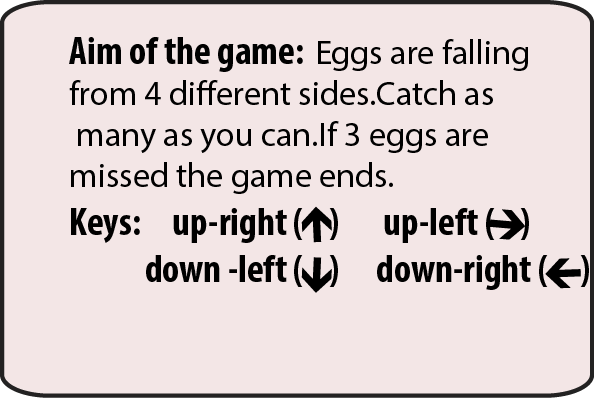 Aim of the game: Eggs are falling
from 4 different sides.Catch as
many as you can.If 3 eggs are
missed the game ends.
Keys: up-right (↑) up-left (→)
down -left (↓) down-right (←)